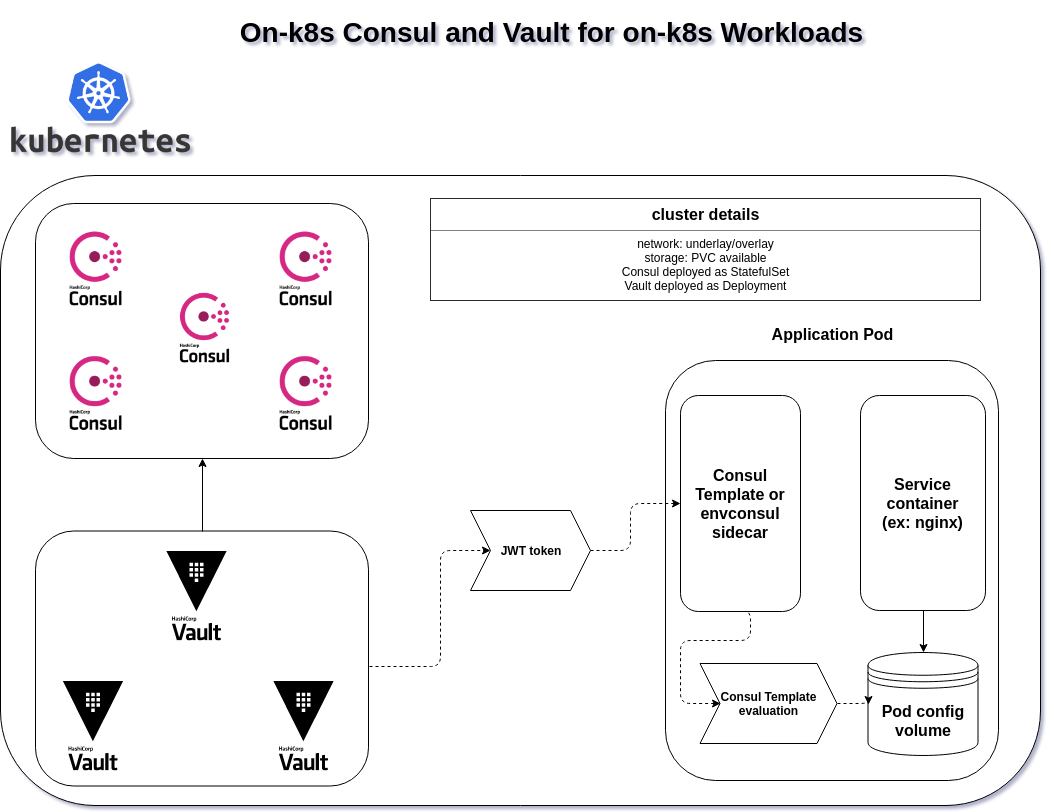 On-k8s Consul and Vault for on-k8s Workloads
kubernetes
HashiCorp
Consul
HashiCorp
Consul
HashiCorp
Consul
HashiCorp
Consul
HashiCorp
Consul
cluster details
network: underlay/overlay
storage: PVC available
Consul deployed as StatefulSet
Vault deployed as Deployment
Application Pod
Consul
Template or
envconsul
sidecar
Service
container
(ex: nginx)
JWT token
HashiCorp
Vault
HashiCorp
Vault
HashiCorp
Vault
Consul Template
evaluation
Pod config
volume